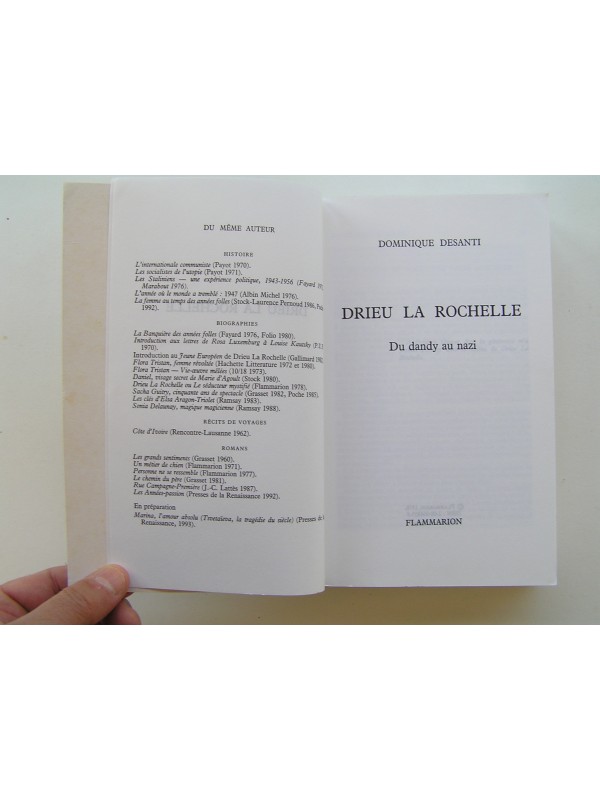 DU MÊME AUTEUR
HISTOIRE
L'internationale communiste (Payot 1970).
Les socialistes de l'utopie (Payot 1971).
Les Staliniens — une expérience politique, 1943-1956 (Fayard
Marabout 1976).
L'année où le monde a tremblé : 1947 (Albin Michel 1976).
La femme au temps des années folles (Stock-Laurence Pernoud 1986,
1992).
BIOGRAPHIES
La Banquière des années folles (Fayard 1976, Folio 1980).
Introduction aux lettres de Rosa Luxemburg à Louise Kautsky
1970).
Introduction au Jaune Européen de Drieu La Rochelle (Gallimard
Flora Tristan, femme révoltée (Hachette Litterature 1972 et 1980).
Flora Tristan — Vie-œuvre mêlées (10/18 1973).
Daniel, visage secret de Marie d'Agoult (Stock 1980).
Drieu La Rochelle ou Le séducteur mystifié (Flammarion 1978).
Sacha Guitry, cinquante ans de spectacle (Grasset 1982, Poche 1985).
Les clés d'Elsa Aragon-Triolet (Ramsay 1983).
Sonia Delaunay, magique magicienne (Ramsay 1988).
RÉCITS DE VOYAGES
Côte d'Ivoire (Rencontre-Lausanne 1962).
ROMANS
Les grands sentiments (Grasset 1960).
Un métier de chien (Flammarion 1971).
Personne ne se ressemble (Flammarion 1977).
Le chemin du père (Grasset 1981).
Rue Campagne-Première (J.-C. Lattès 1987).
Les Années-passion (Presses de la Renaissance 1992).
En préparation
Marina, l'amour absolu (Tsvetaïeva, la tragédie du siècle) (Presses de
Renaissance, 1993).
DOMINIQUE DESANTI
DRIEU LA ROCHELLE
Du dandy au nazi
FLAMMARION